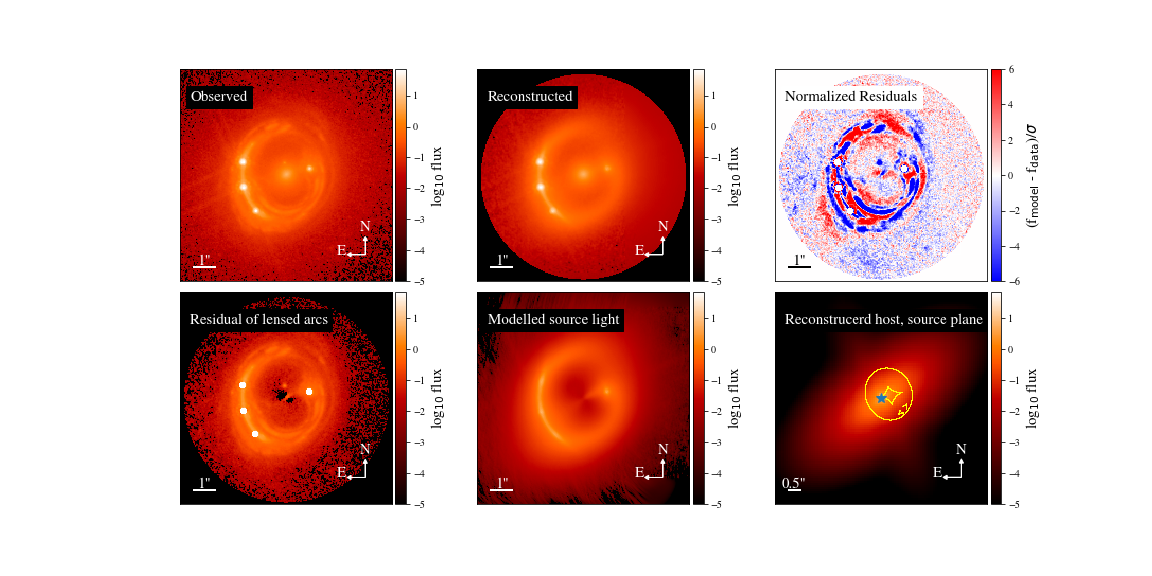 Observed
N
E
1"
1
0
−1
−2
−3
−4
−5
log10 flux
Reconstructed
N
E
1"
1
0
−1
−2
−3
−4
−5
log10 flux
Normalized Residuals
1"
6
4
2
0
−2
−4
−6
(fmodel - fdata)/σ
Residual of lensed arcs
N
E
1"
1
0
−1
−2
−3
−4
−5
log10 flux
Modelled source light
N
E
1"
1
0
−1
−2
−3
−4
−5
log10 flux
Reconstrucerd host, source plane
N
E
0.5"
1
0
−1
−2
−3
−4
−5
log10 flux